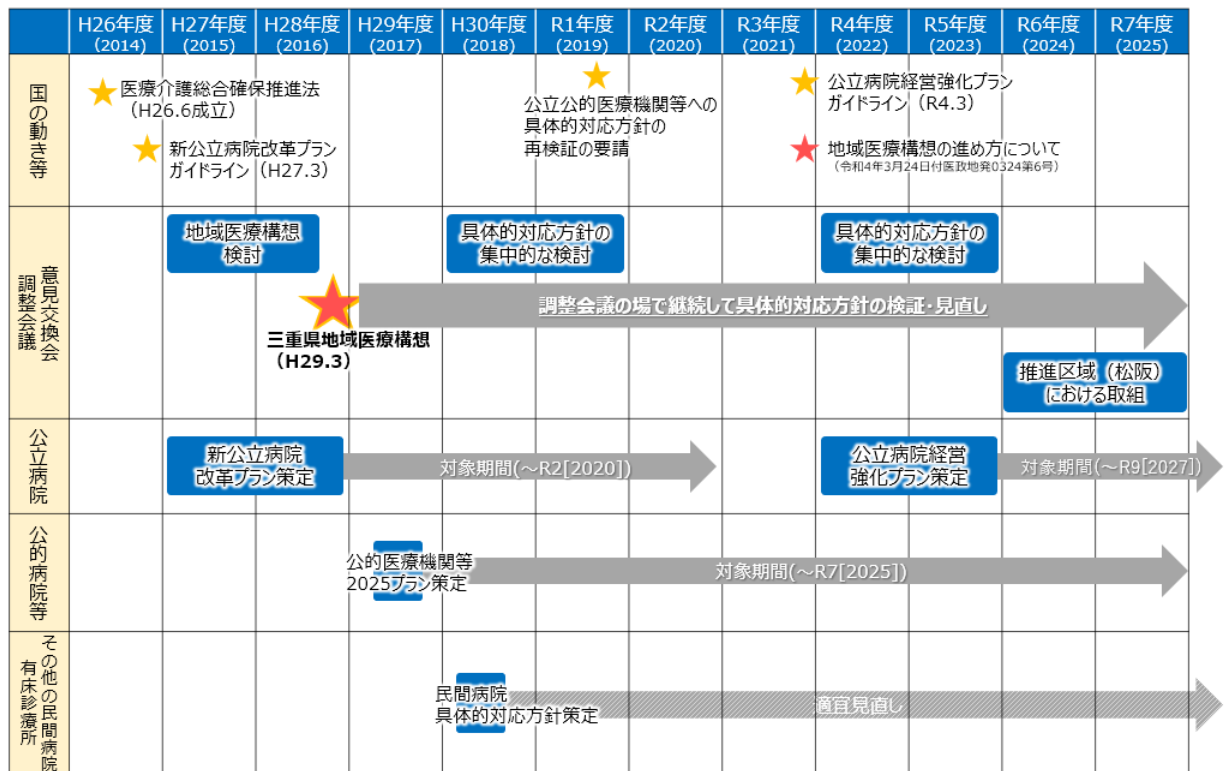 H26年度 H27年度 H28年度 H29年度 H30年度 R1年度 R2年度 R3年度 R4年度 R5年度 R6年度 R7年度
(2014) (2015) (2016) (2017) (2018) (2019) (2020) (2021) (2022) (2023) (2024) (2025)
国の動き等
医療介護総合確保推進法
（H26.6成立）
新公立病院改革プラン
ガイドライン（H27.3）
公立公的医療機関等への
具体的対応方針の
再検証の要請
公立病院経営強化プラン
ガイドライン（R4.3）
地域医療構想の進め方について
（令和4年3月24日付医政地発0324第6号）
意見交換会
調整会議
地域医療構想
検討
具体的対応方針の
集中的な検討
具体的対応方針の
集中的な検討
調整会議の場で継続して具体的対応方針の検証・見直し
三重県地域医療構想
（H29.3）
推進区域（松阪）
における取組
公立病院
新公立病院
改革プラン策定
対象期間(～R2[2020])
公立病院経営
強化プラン策定
対象期間(～R9[2027])
公的病院等
公的医療機関等
2025プラン策定
対象期間(～R7[2025])
その他の民間病院
有床診療所
民間病院
具体的対応方針策定
適宜見直し